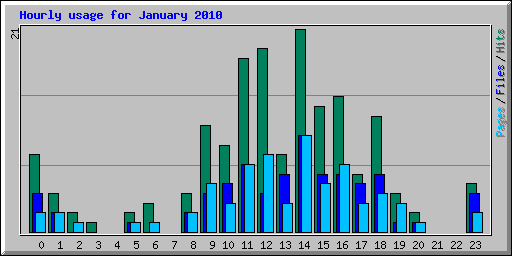 Hourly usage for January 2010
21
Pages / Files / Hits
0 1 2 3 4 5 6 7 8 9 10 11 12 13 14 15 16 17 18 19 20 21 22 23